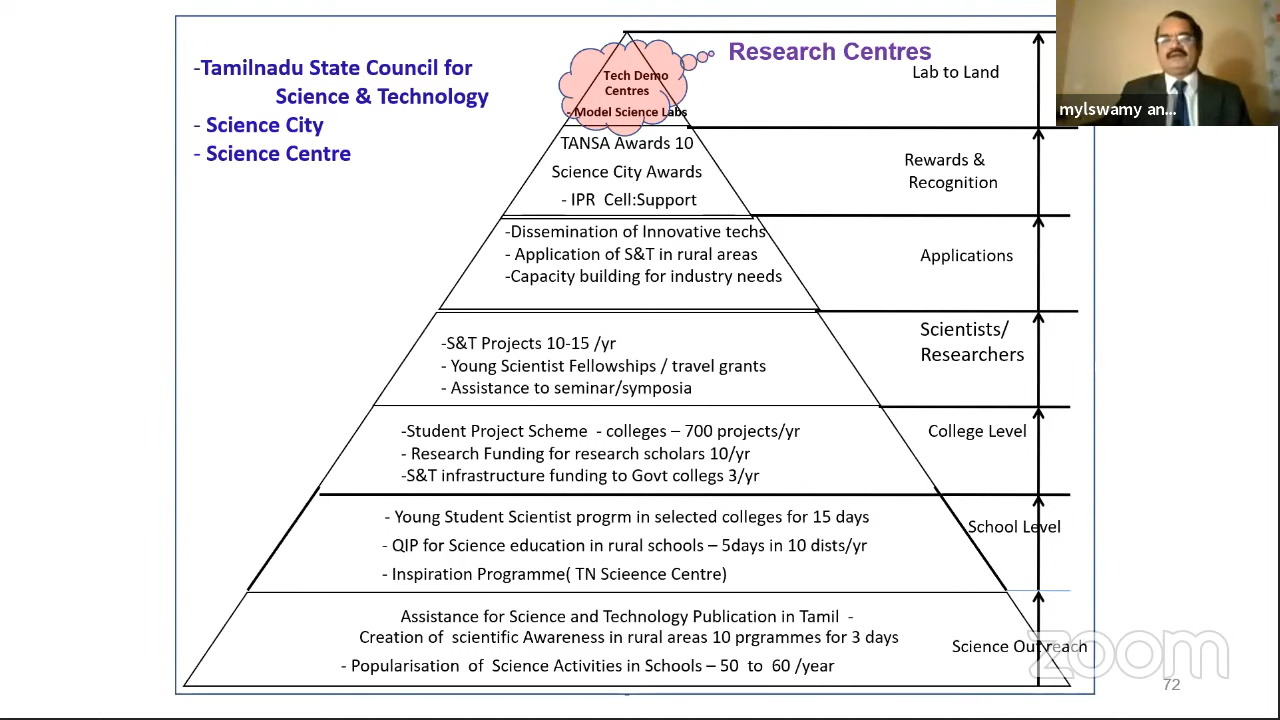 -Tamilnadu State Council for
Science & Technology
- Science City
- Science Centre
Research Centres
Tech Demo
Centres
- Model Science Labs
Lab to Land
mylswamy an...
TANSA Awards 10
Science City Awards
- IPR Cell:Support
Rewards &
Recognition
-Dissemination of Innovative techs
- Application of S&T in rural areas
-Capacity building for industry needs
Applications
-S&T Projects 10-15 /yr
- Young Scientist Fellowships / travel grants
- Assistance to seminar/symposia
Scientists/
Researchers
-Student Project Scheme - colleges – 700 projects/yr
- Research Funding for research scholars 10/yr
-S&T infrastructure funding to Govt collegs 3/yr
College Level
- Young Student Scientist progrm in selected colleges for 15 days
- QIP for Science education in rural schools – 5days in 10 dists/yr
- Inspiration Programme( TN Scieence Centre)
School Level
Assistance for Science and Technology Publication in Tamil -
Creation of scientific Awareness in rural areas 10 prgrammes for 3 days
- Popularisation of Science Activities in Schools – 50 to 60 /year
Science Outreach
zoom
72